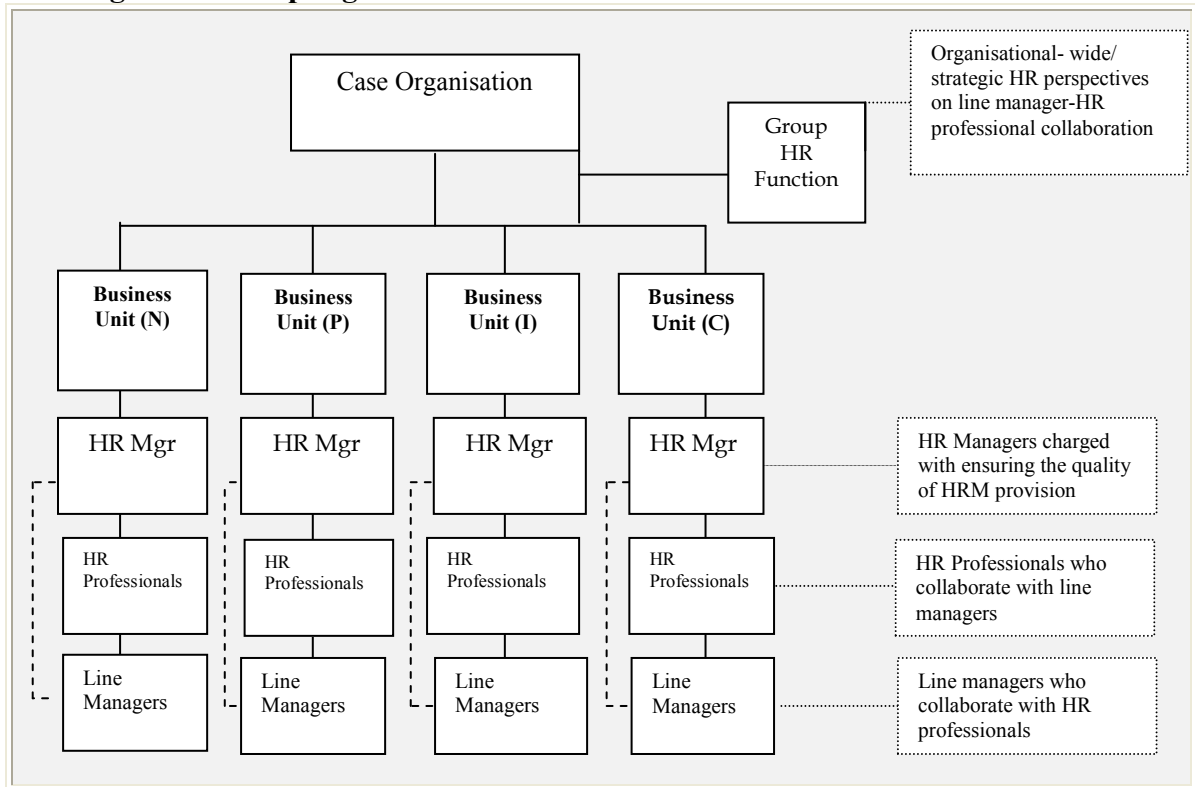 Case Organisation
Group
HR
Function
Organisational- wide/
strategic HR perspectives
on line manager-HR
professional collaboration
Business
Unit (N)
Business
Unit (P)
Business
Unit (I)
Business
Unit (C)
HR Mgr
HR Mgr
HR Mgr
HR Mgr
HR Managers charged
with ensuring the quality
of HRM provision
HR
Professionals
HR
Professionals
HR
Professionals
HR
Professionals
HR Professionals who
collaborate with line
managers
Line
Managers
Line
Managers
Line
Managers
Line
Managers
Line managers who
collaborate with HR
professionals